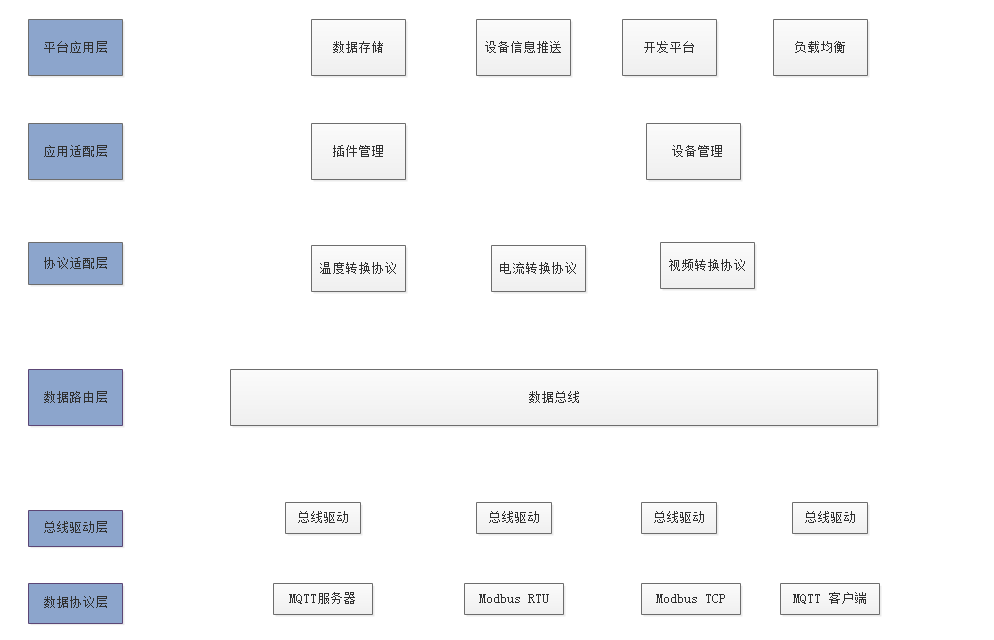 平台应用层
数据存储
设备信息推送
开发平台
负载均衡
应用适配层
插件管理
设备管理
协议适配层
温度转换协议
电流转换协议
视频转换协议
数据路由层
数据总线
总线驱动层
总线驱动
总线驱动
总线驱动
总线驱动
数据协议层
MQTT服务器
Modbus RTU
Modbus TCP
MQTT 客户端